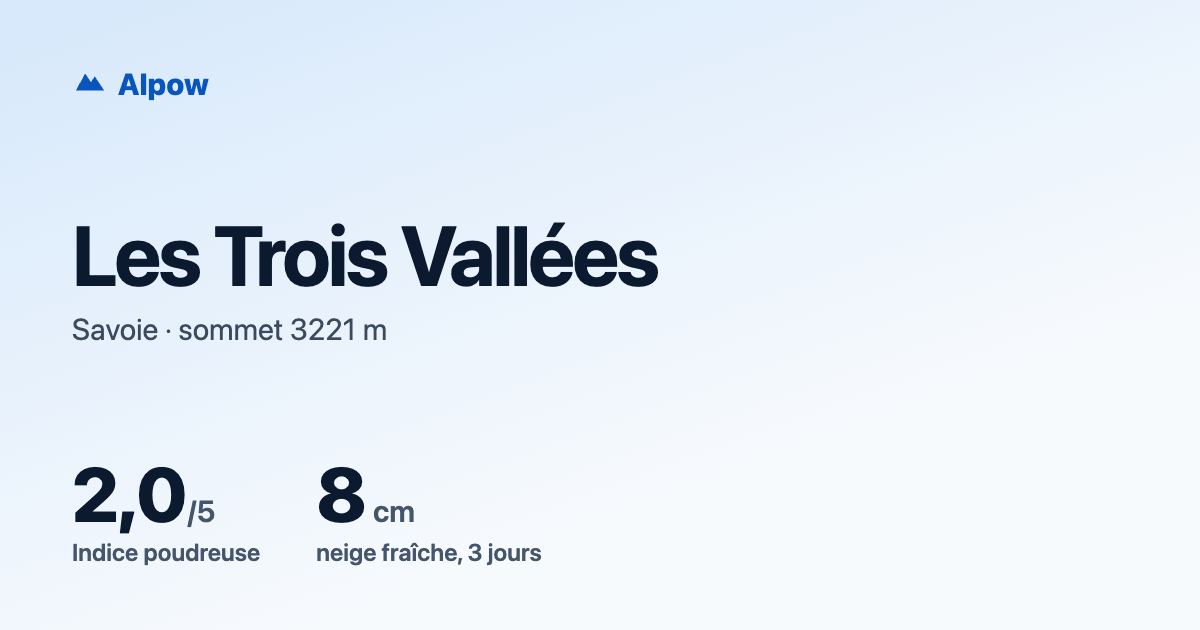 Alpow
Les Trois Vallées
Savoie · sommet 3221 m
2,0/5
Indice poudreuse
8 cm
neige fraîche, 3 jours